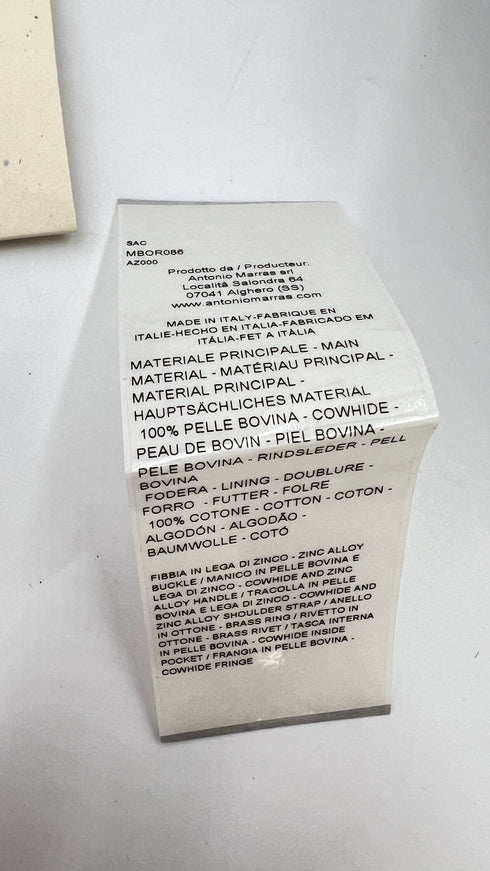 SAC
MBOR086
AZ000
Prodotto da / Producteur:
Antonio Marras srl
Località Salondra 64
07041 Alghero (SS)
www.antoniomarras.com
MADE IN ITALY-FABRIQUE EN
ITALIE-HECHO EN ITALIA-FABRICADO EM
ITÁLIA-FET A ITÀLIA
MATERIALE PRINCIPALE - MAIN
MATERIAL - MATÉRIAU PRINCIPAL -
MATERIAL PRINCIPAL -
HAUPTSÄCHLICHES MATERIAL
100% PELLE BOVINA - COWHIDE -
PEAU DE BOVIN - PIEL BOVINA -
PELE BOVINA - RINDSLEDER - PELL
BOVINA
FODERA - LINING - DOUBLURE -
FORRO - FUTTER - FOLRE
100% COTONE - COTTON - COTON -
ALGODÓN - ALGODÃO -
BAUMWOLLE - COTÓ
FIBBIA IN LEGA DI ZINCO - ZINC ALLOY
BUCKLE / MANICO IN PELLE BOVINA E
LEGA DI ZINCO - COWHIDE AND ZINC
ALLOY HANDLE / TRACOLLA IN PELLE
BOVINA E LEGA DI ZINCO - COWHIDE AND
ZINC ALLOY SHOULDER STRAP / ANELLO
IN OTTONE - BRASS RING / RIVETTO IN
OTTONE - BRASS RIVET / TASCA INTERNA
IN PELLE BOVINA - COWHIDE INSIDE
POCKET / FRANGIA IN PELLE BOVINA -
COWHIDE FRINGE